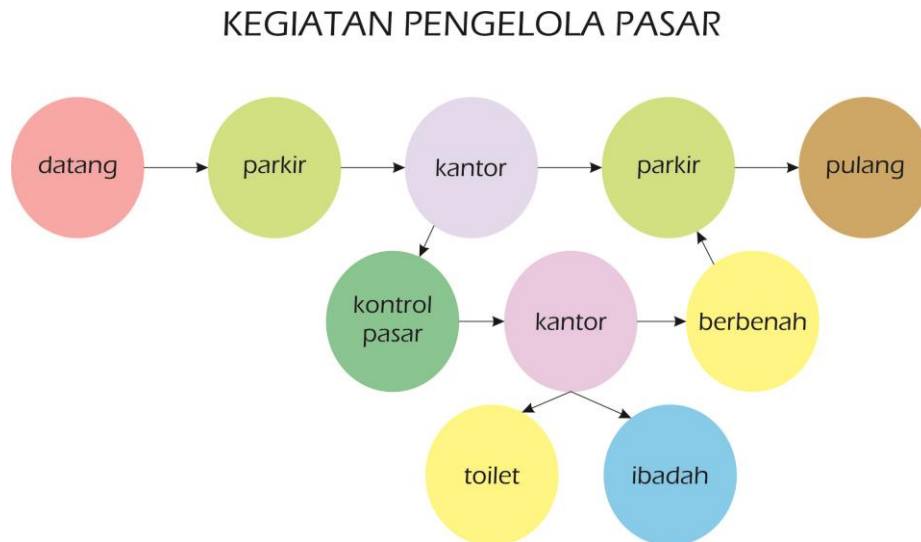 KEGIATAN PENGELOLA PASAR
datang
parkir
kantor
parkir
pulang
kontrol
pasar
kantor
berbenah
toilet
ibadah